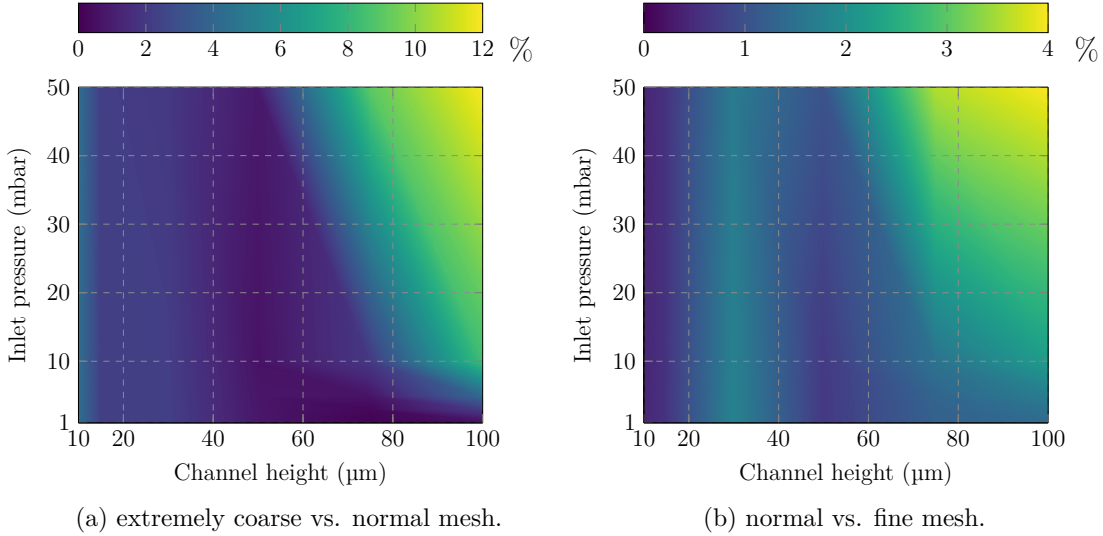 0 2 4 6 8 10 12 %
50
40
30
20
10
1
Inlet pressure (mbar)
10 20 40 60 80 100
Channel height (µm)
(a) extremely coarse vs. normal mesh.
0 1 2 3 4 %
50
40
30
20
10
1
Inlet pressure (mbar)
10 20 40 60 80 100
Channel height (µm)
(b) normal vs. fine mesh.